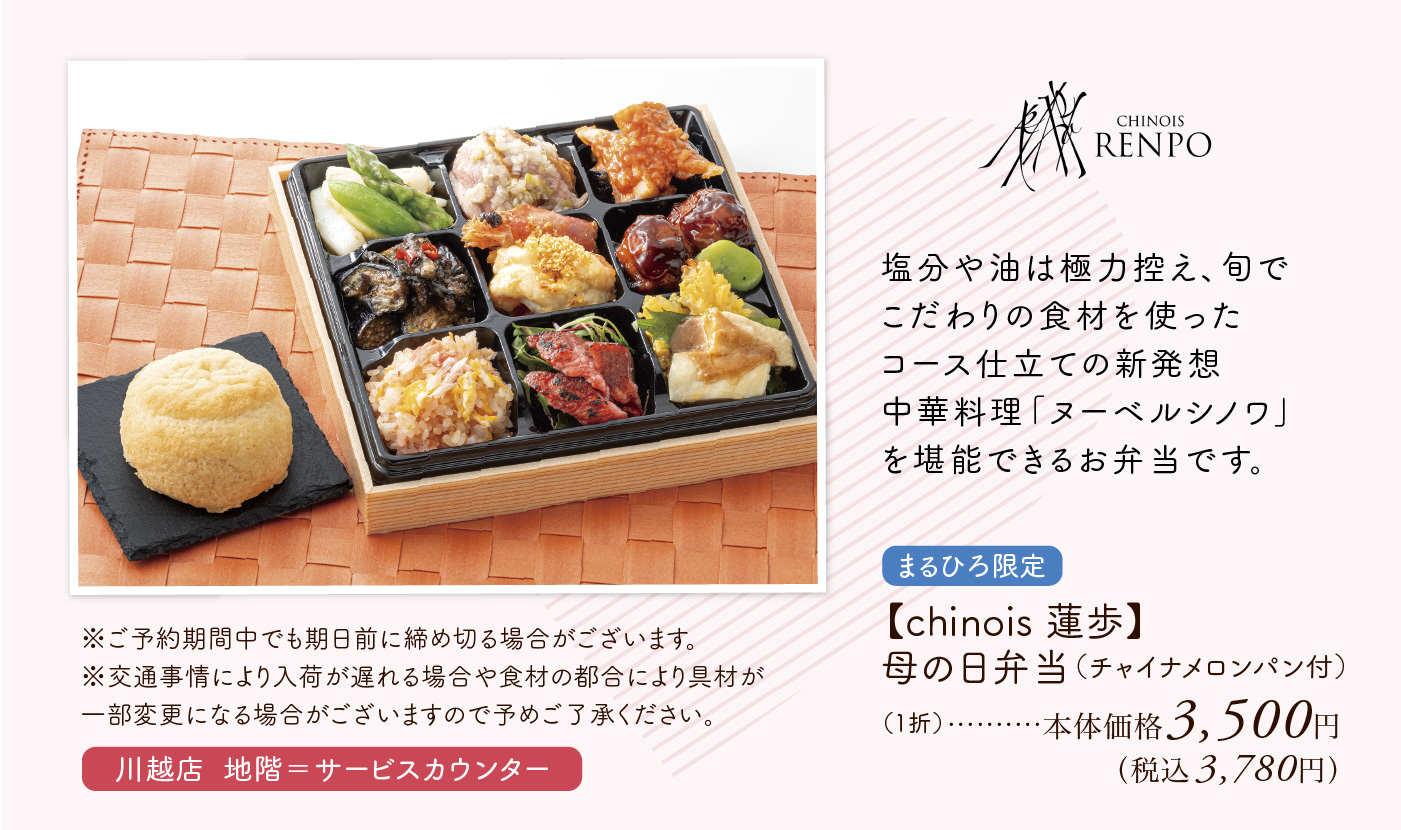 CHINOIS
RENPO
塩分や油は極力控え、旬で
こだわりの食材を使った
コース仕立ての新発想
中華料理「ヌーベルシノワ」
を堪能できるお弁当です。
まるひろ限定
【chinois 蓮歩】
母の日弁当（チャイナメロンパン付）
（1折）…………本体価格3,500円
（税込3,780円）
※ご予約期間中でも期日前に締め切る場合がございます。
※交通事情により入荷が遅れる場合や食材の都合により具材が
一部変更になる場合がございますので予めご了承ください。
川越店 地階＝サービスカウンター